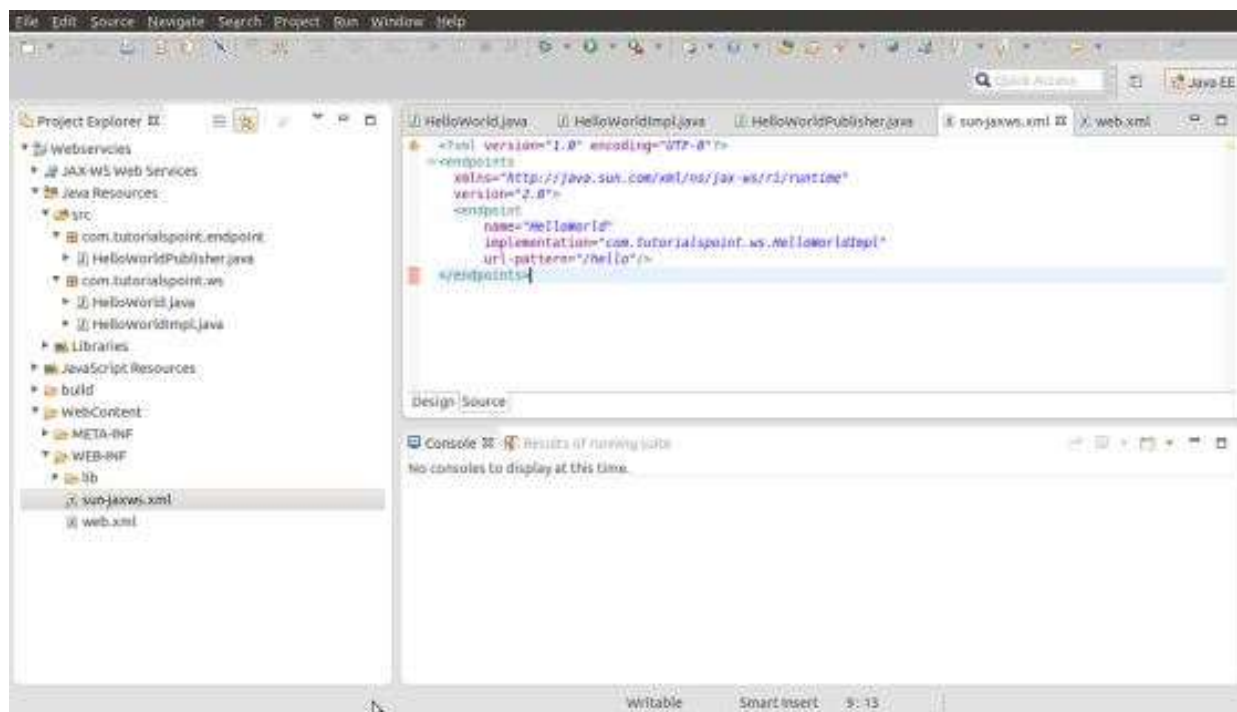 File Edit Source Navigate Search Project Run Window Help
Quick Access
Java EE
Project Explorer
HelloWorld.java
HelloWorldImpl.java
HelloWorldPublisher.java
sun-jaxws.xml
web.xml
Webservcies
JAX-WS Web Services
Java Resources
src
com.tutorialspoint.endpoint
HelloWorldPublisher.java
com.tutorialspoint.ws
HelloWorld.java
HelloWorldImpl.java
Libraries
JavaScript Resources
build
WebContent
META-INF
WEB-INF
lib
sun-jaxws.xml
web.xml
<?xml version="1.0" encoding="UTF-8"?>
<endpoints
xmlns="http://java.sun.com/xml/ns/jax-ws/ri/runtime"
version="2.0">
<endpoint
name="HelloWorld"
implementation="com.tutorialspoint.ws.HelloWorldImpl"
url-pattern="/hello"/>
</endpoints>
Design Source
Console
Results of running suite
No consoles to display at this time.
Writable
Smart Insert
9 : 13